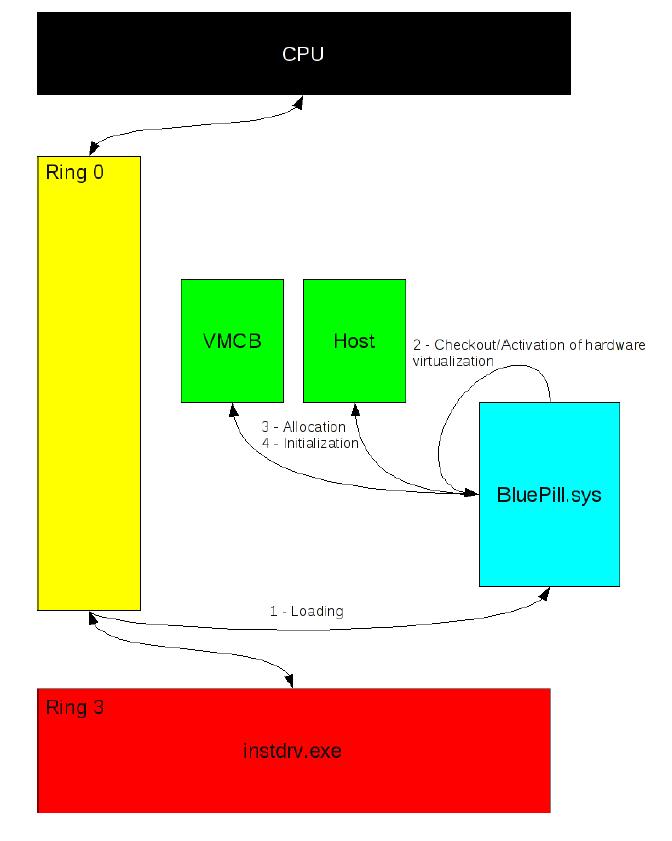 CPU
Ring 0
VMCB
Host
2 - Checkout/Activation of hardware
virtualization
3 - Allocation
4 - Initialization
BluePill.sys
1 - Loading
Ring 3
instdrv.exe